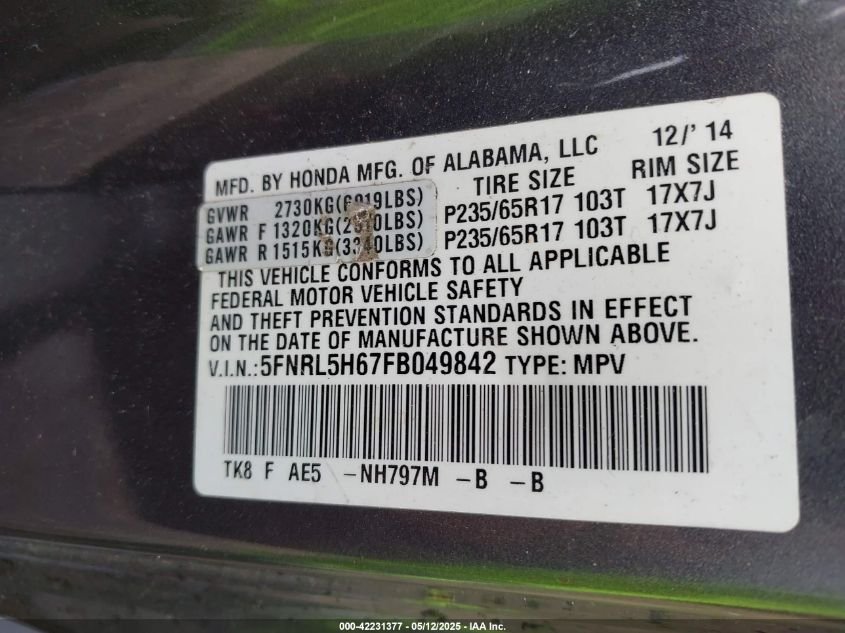 MFD. BY HONDA MFG. OF ALABAMA, LLC 12/'14
TIRE SIZE RIM SIZE
GVWR 2730KG(6019LBS)
GAWR F 1320KG(2910LBS) P235/65R17 103T 17X7J
GAWR R 1515KG(3340LBS) P235/65R17 103T 17X7J
THIS VEHICLE CONFORMS TO ALL APPLICABLE
FEDERAL MOTOR VEHICLE SAFETY
AND THEFT PREVENTION STANDARDS IN EFFECT
ON THE DATE OF MANUFACTURE SHOWN ABOVE.
V.I.N.:5FNRL5H67FB049842 TYPE: MPV
TK8 F AE5 -NH797M -B -B
000-42231377 - 05/12/2025 - IAA Inc.